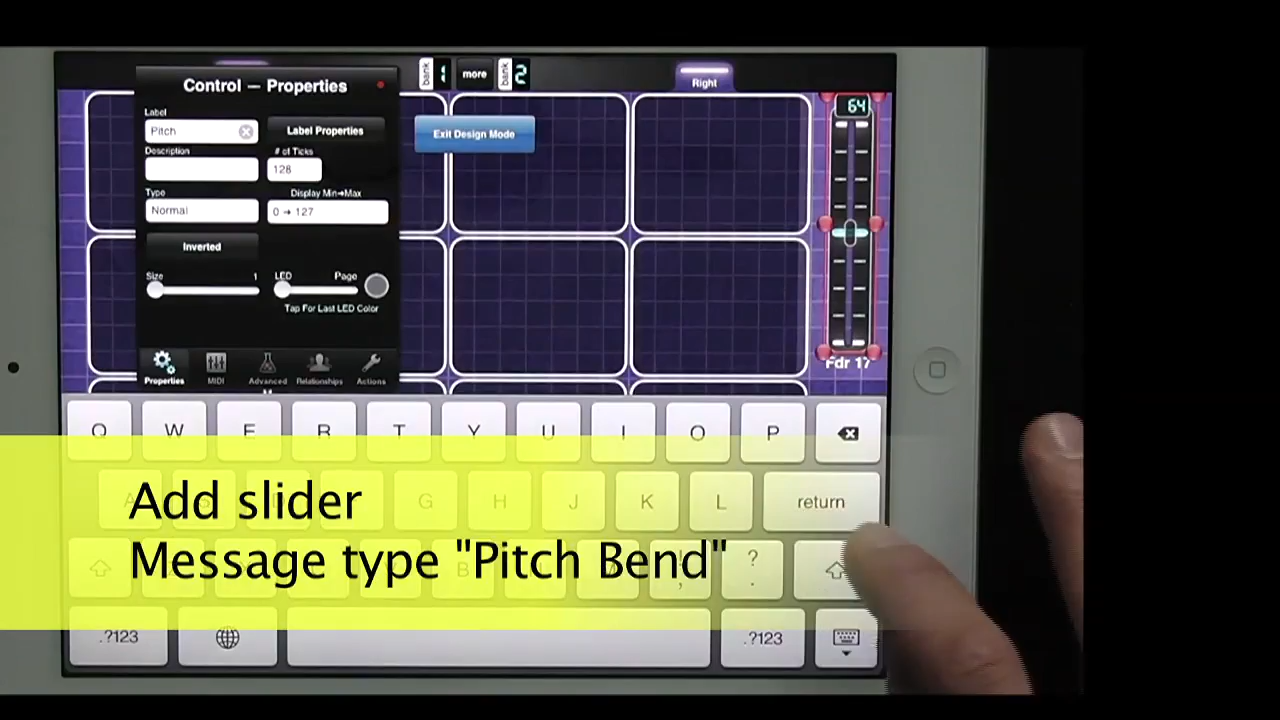 Control — Properties
bank
1
more
bank
2
Right
Label
Pitch
Label Properties
Exit Design Mode
64
Description
# of Ticks
128
Type
Display Min→Max
Normal
0 → 127
Inverted
Size
1
LED
Page
Tap For Last LED Color
Fdr 17
Properties
MIDI
Advanced
Relationships
Actions
Q W E R T Y U I O P
G H J K L return
Add slider
Message type "Pitch Bend"
B
? .
.?123
.?123